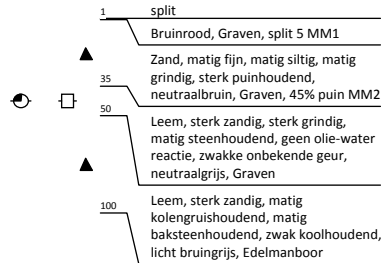 1
split
Bruinrood, Graven, split 5 MM1
Zand, matig fijn, matig siltig, matig
grindig, sterk puinhoudend,
35
neutraalbruin, Graven, 45% puin MM2
50
Leem, sterk zandig, sterk grindig,
matig steenhoudend, geen olie-water
reactie, zwakke onbekende geur,
neutraalgrijs, Graven
100
Leem, sterk zandig, matig
kolengruishoudend, matig
baksteenhoudend, zwak koolhoudend,
licht bruingrijs, Edelmanboor